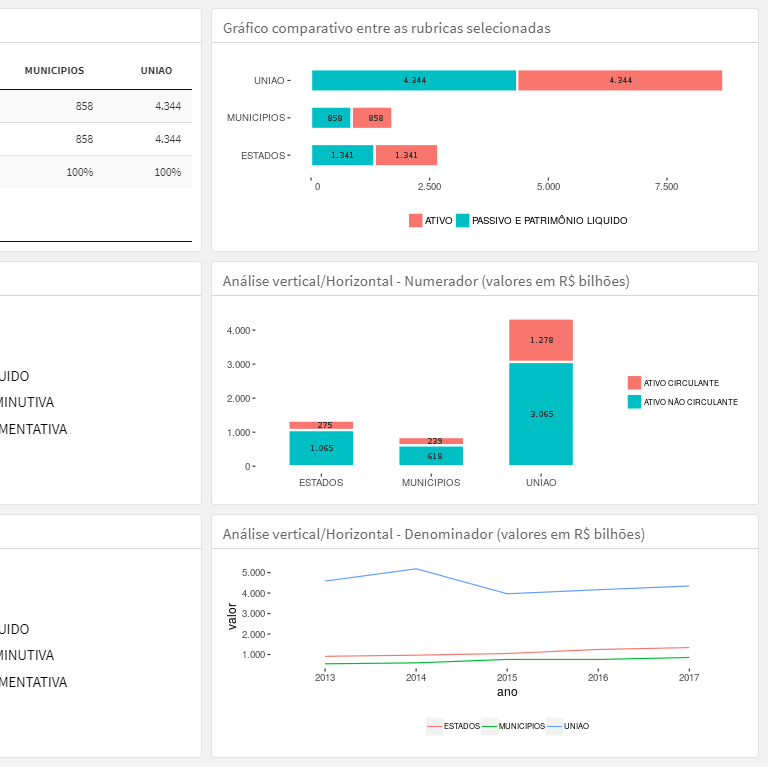 MUNICIPIOS UNIAO
858 4.344
858 4.344
100% 100%
Gráfico comparativo entre as rubricas selecionadas
UNIAO 4.344 4.344
MUNICIPIOS 858 858
ESTADOS 1.341 1.341
0 2.500 5.000 7.500
ATIVO PASSIVO E PATRIMÔNIO LIQUIDO
UIDO
MINUTIVA
MENTATIVA
Análise vertical/Horizontal - Numerador (valores em R$ bilhões)
4.000
3.000
2.000
1.000
0
275
1.065
239
618
1.278
3.065
ESTADOS MUNICIPIOS UNIAO
ATIVO CIRCULANTE
ATIVO NÃO CIRCULANTE
UIDO
MINUTIVA
MENTATIVA
Análise vertical/Horizontal - Denominador (valores em R$ bilhões)
valor
5.000
4.000
3.000
2.000
1.000
2013 2014 2015 2016 2017
ano
ESTADOS MUNICIPIOS UNIAO